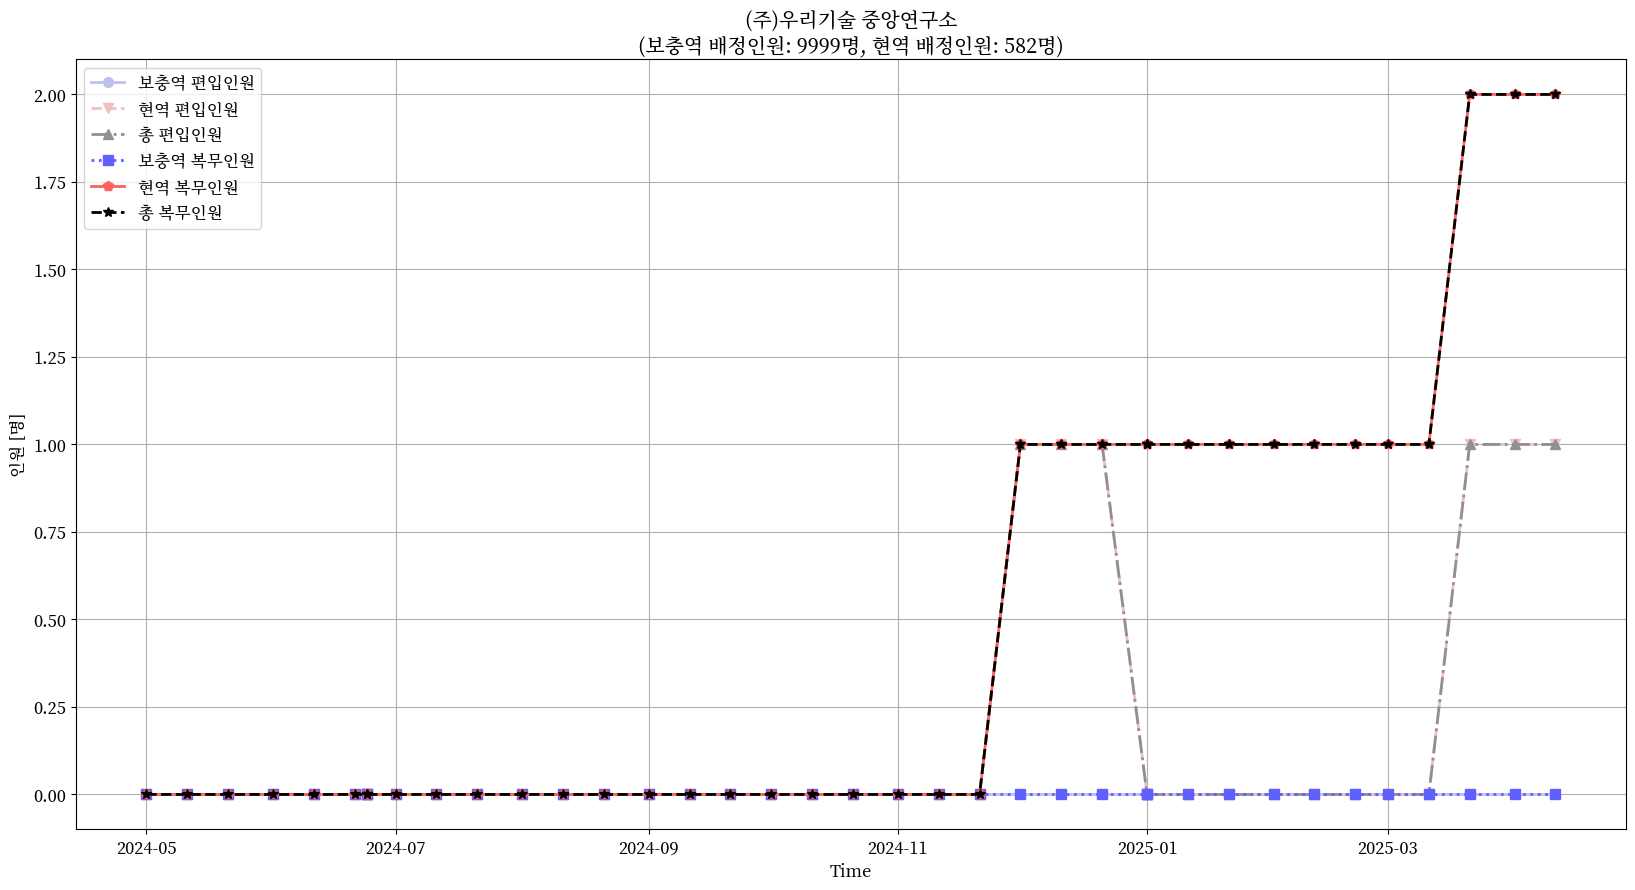 (주)우리기술 중앙연구소
(보충역 배정인원: 9999명, 현역 배정인원: 582명)
보충역 편입인원
현역 편입인원
총 편입인원
보충역 복무인원
현역 복무인원
총 복무인원
2.00
1.75
1.50
1.25
1.00
0.75
0.50
0.25
0.00
인원 [명]
2024-05
2024-07
2024-09
2024-11
2025-01
2025-03
Time